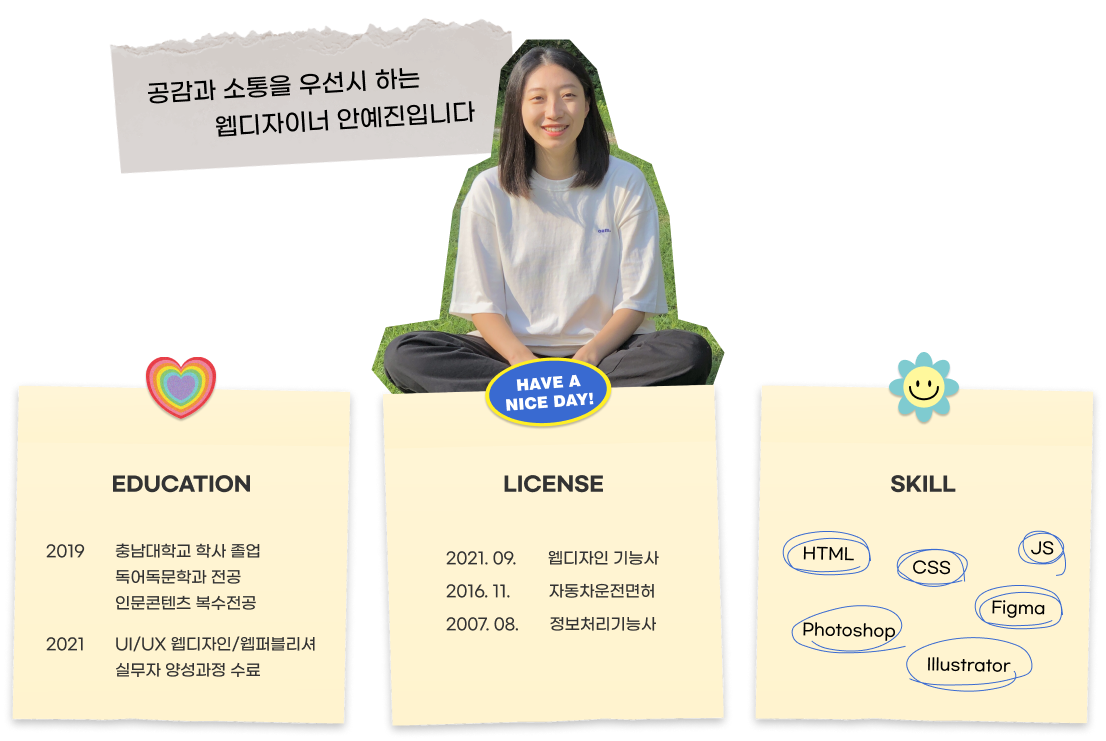 공감과 소통을 우선시 하는
웹디자이너 안예진입니다
HAVE A
NICE DAY!
EDUCATION
2019 충남대학교 학사 졸업
독어독문학과 전공
인문콘텐츠 복수전공
2021 UI/UX 웹디자인/웹퍼블리셔
실무자 양성과정 수료
LICENSE
2021. 09. 웹디자인 기능사
2016. 11. 자동차운전면허
2007. 08. 정보처리기능사
SKILL
HTML
CSS
JS
Figma
Photoshop
Illustrator